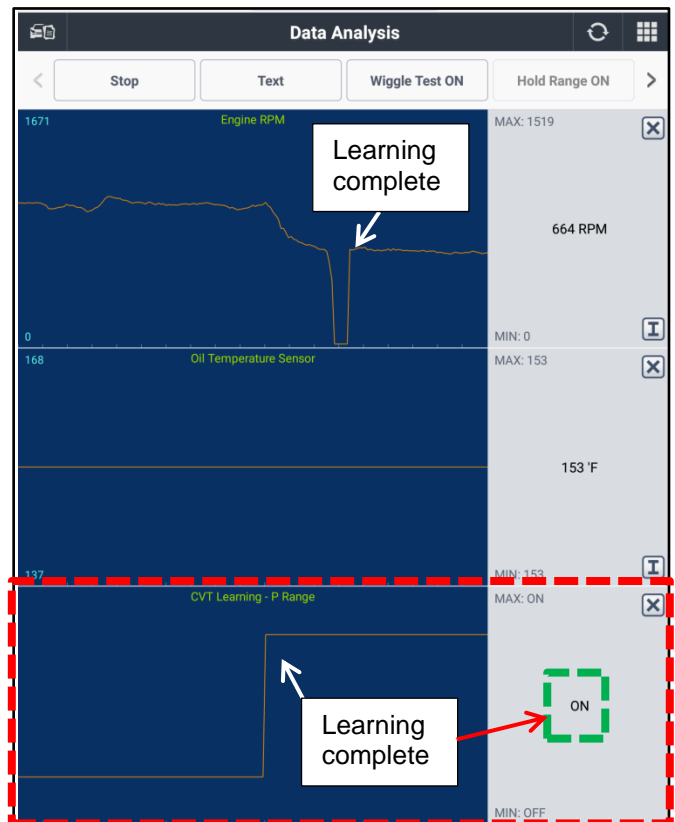 Data Analysis
Stop
Text
Wiggle Test ON
Hold Range ON
1671
Engine RPM
MAX: 1519
Learning
complete
664 RPM
0
MIN: 0
168
Oil Temperature Sensor
MAX: 153
153 'F
137
MIN: 153
CVT Learning - P Range
MAX: ON
ON
Learning
complete
MIN: OFF